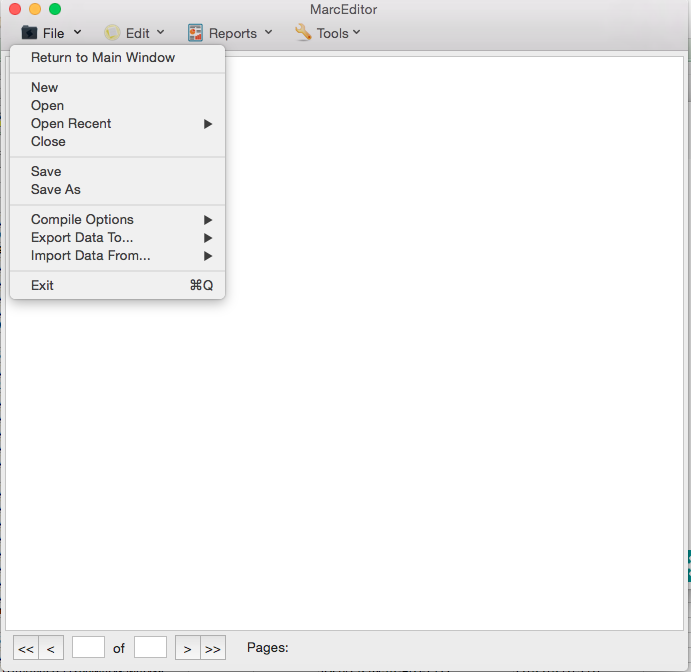 MarcEditor
File Edit Reports Tools
Return to Main Window
New
Open
Open Recent
Close
Save
Save As
Compile Options
Export Data To...
Import Data From...
Exit ⌘Q
<< < of > >> Pages: